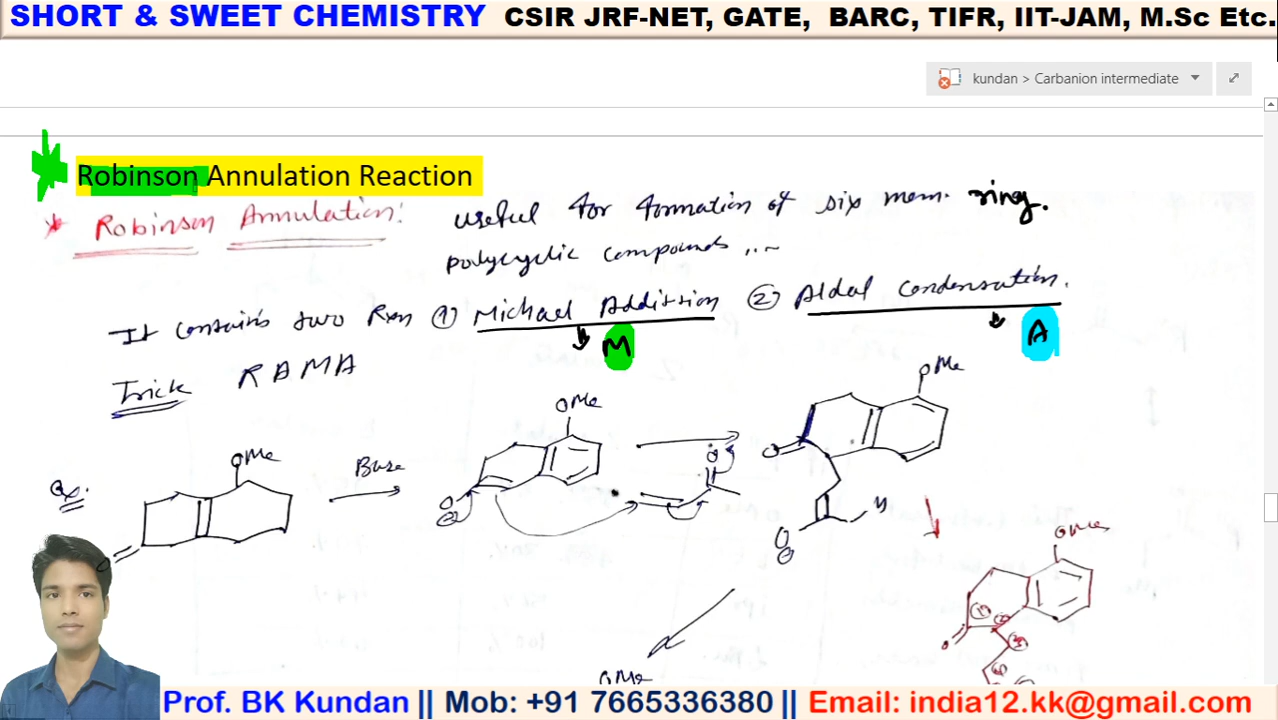 SHORT & SWEET CHEMISTRY CSIR JRF-NET, GATE, BARC, TIFR, IIT-JAM, M.Sc Etc.
kundan > Carbanion intermediate
Robinson Annulation Reaction
Robinson Annulation: useful for formation of six mem. ring.
polycyclic compounds ...
It contains two Rxn ① Michael Addition ② Aldol Condensation.
M A
Trick RAMA
OMe
OMe
OMe
Ex. Base
O
O
O
O
OMe
H
O
O
OMe
Prof. BK Kundan || Mob: +91 7665336380 || Email: india12.kk@gmail.com